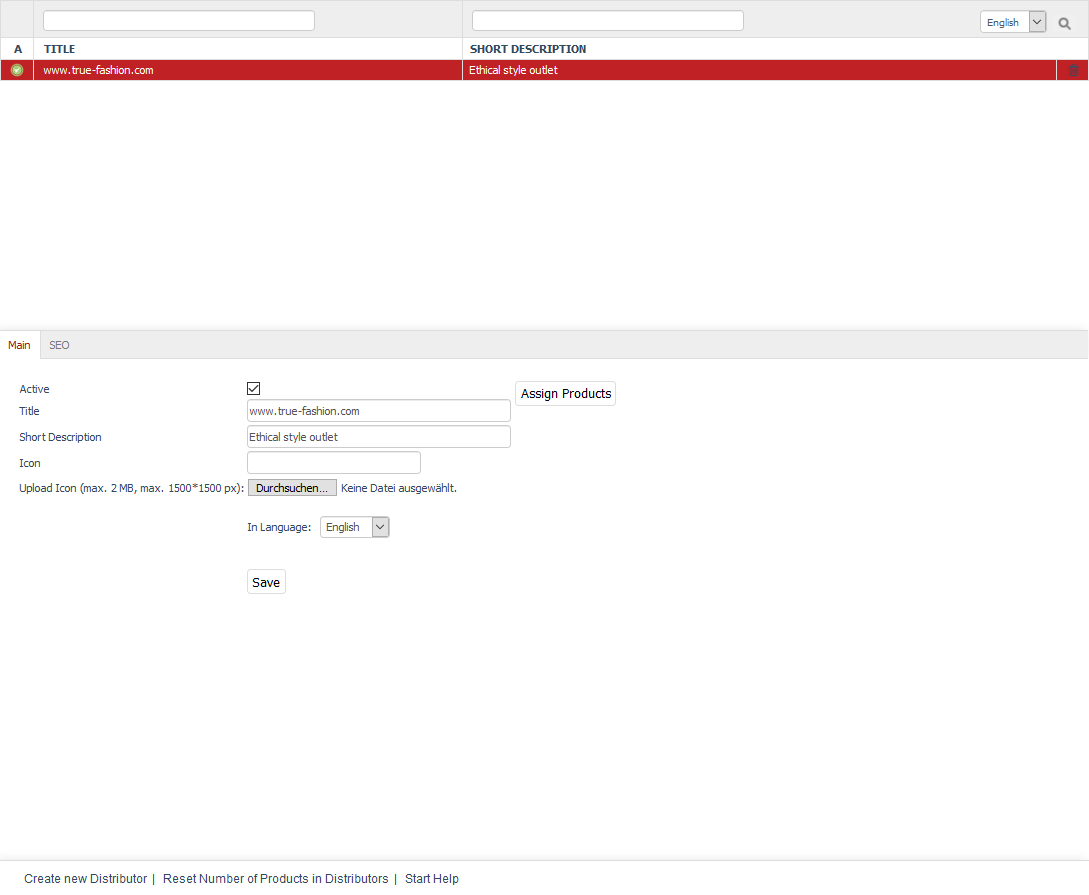 English
A TITLE SHORT DESCRIPTION
www.true-fashion.com Ethical style outlet
Main SEO
Active
Assign Products
Title www.true-fashion.com
Short Description Ethical style outlet
Icon
Upload Icon (max. 2 MB, max. 1500*1500 px): Durchsuchen... Keine Datei ausgewählt.
In Language: English
Save
Create new Distributor | Reset Number of Products in Distributors | Start Help